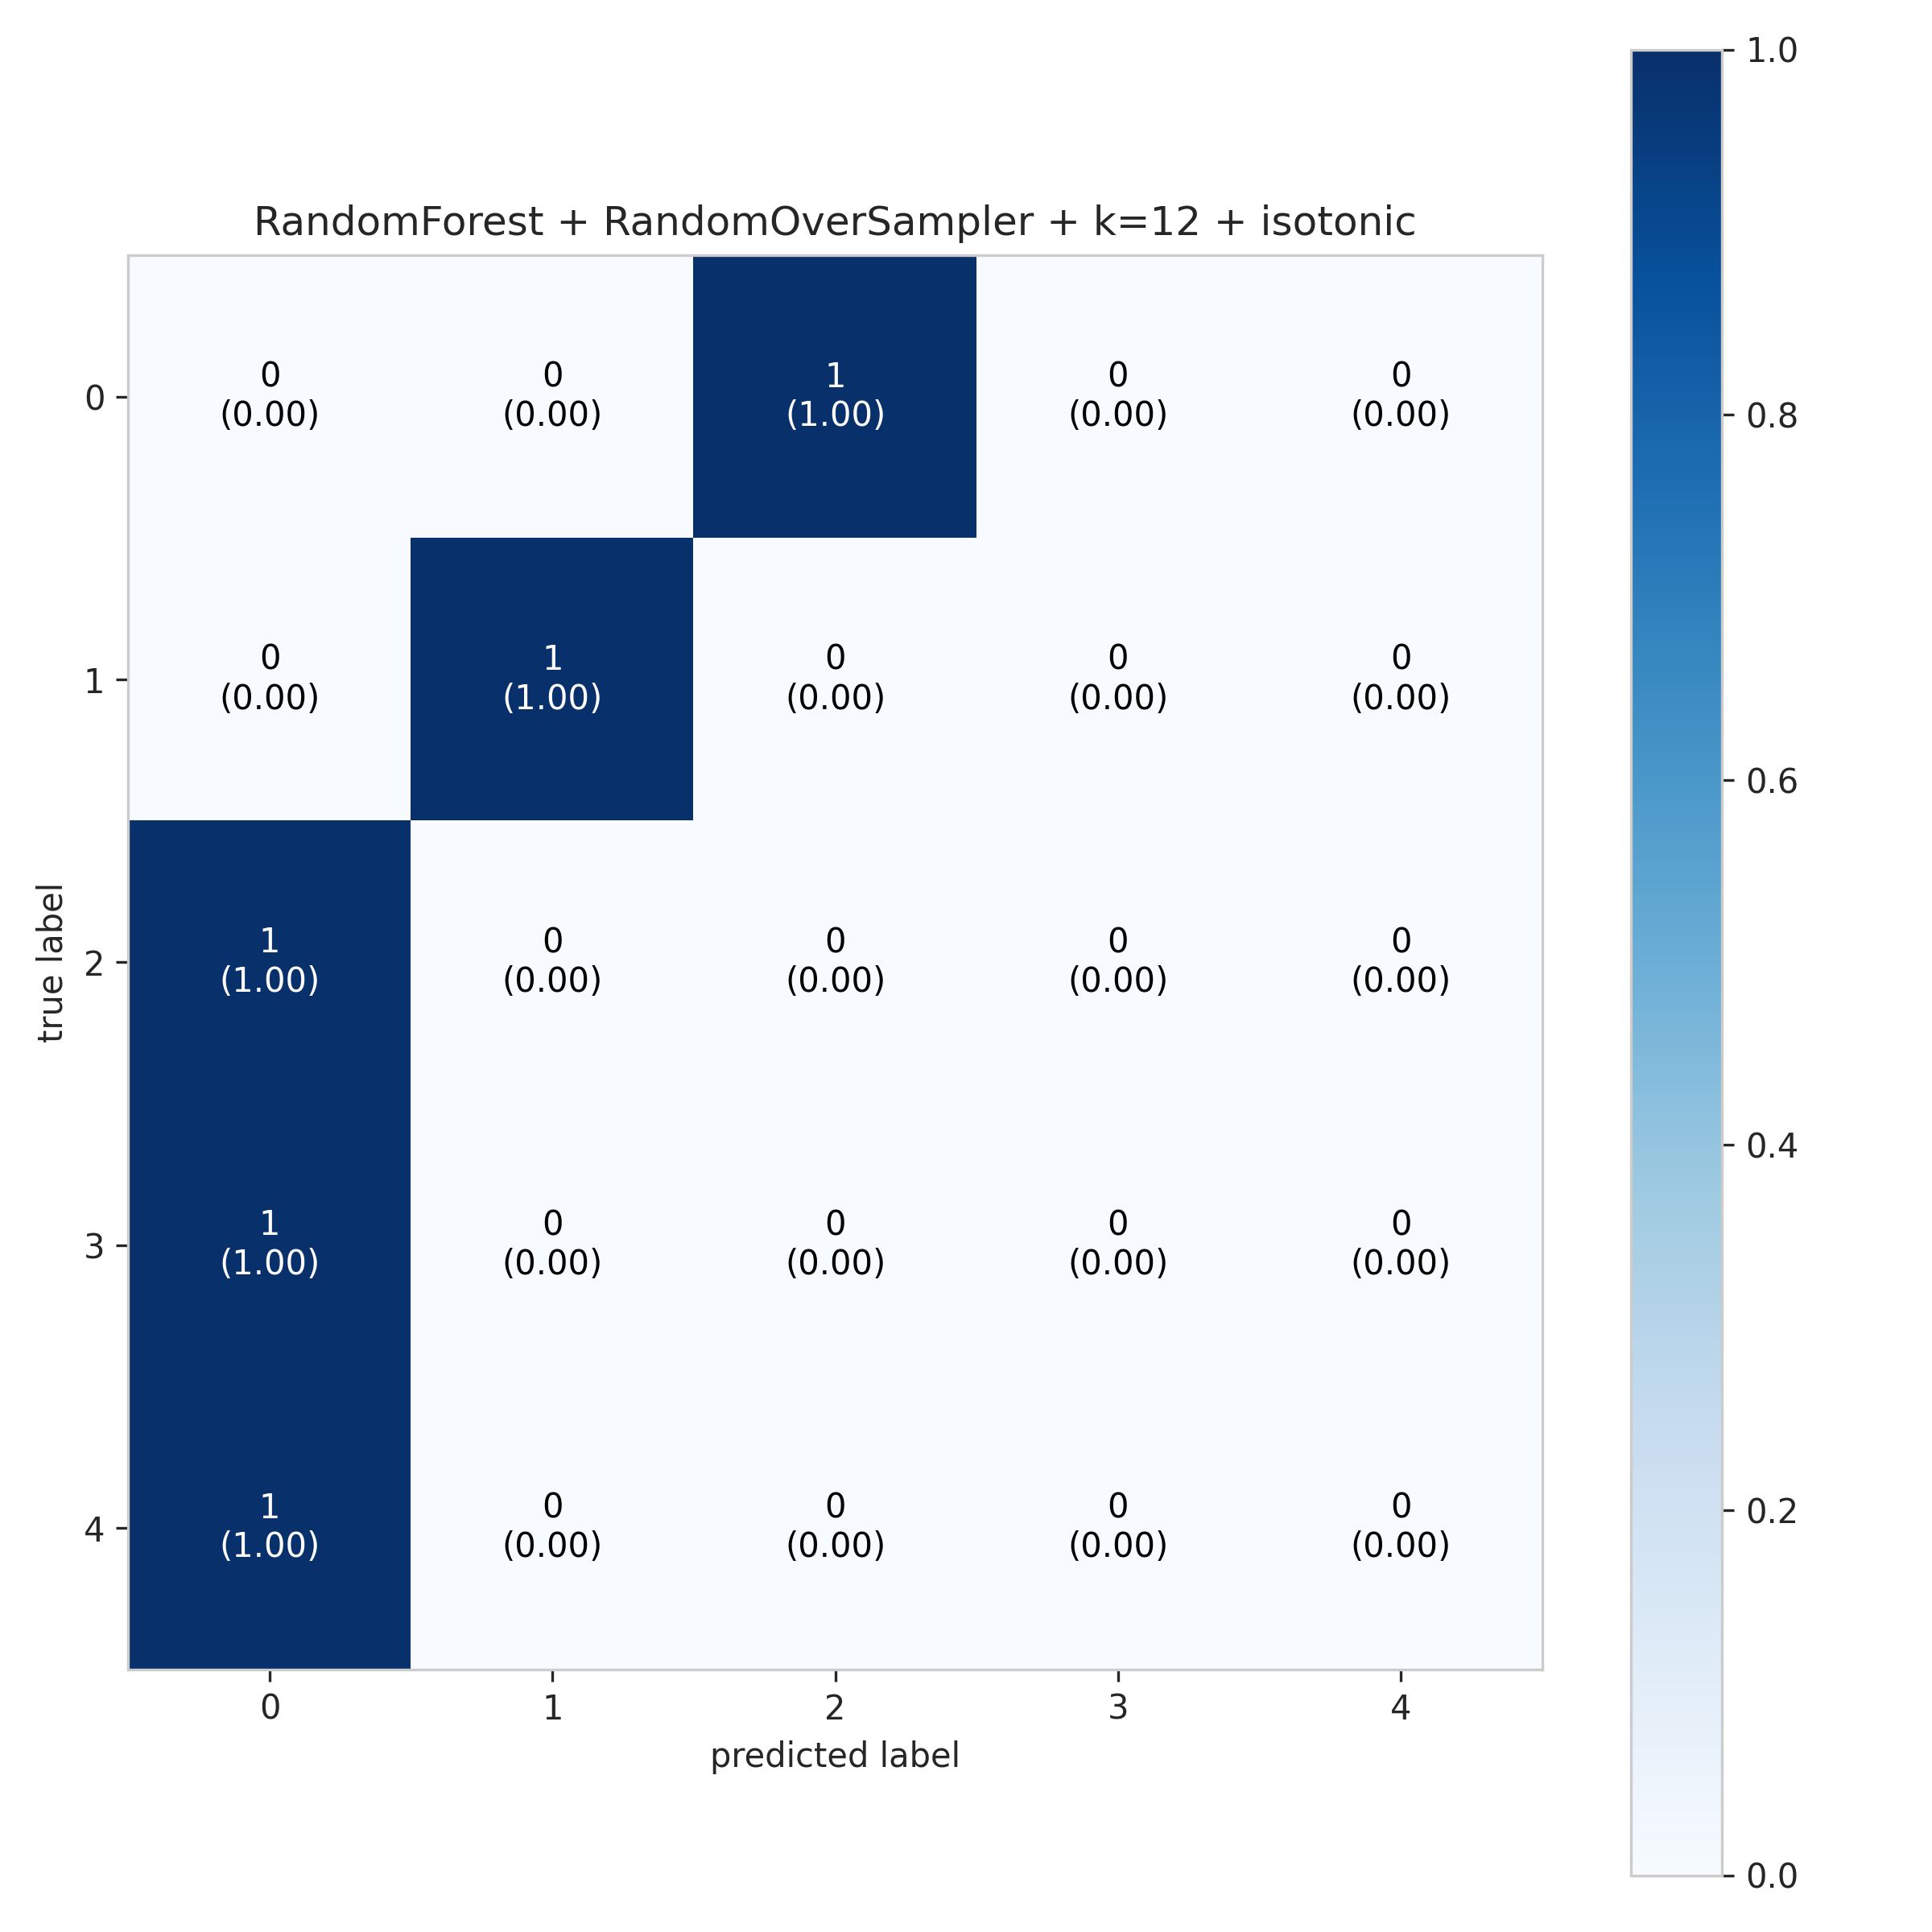 RandomForest + RandomOverSampler + k=12 + isotonic
1.0
0.8
0.6
0.4
0.2
0.0
true label
0
0 0 1 0 0
(0.00) (0.00) (1.00) (0.00) (0.00)
1
0 1 0 0 0
(0.00) (1.00) (0.00) (0.00) (0.00)
2
1 0 0 0 0
(1.00) (0.00) (0.00) (0.00) (0.00)
3
1 0 0 0 0
(1.00) (0.00) (0.00) (0.00) (0.00)
4
1 0 0 0 0
(1.00) (0.00) (0.00) (0.00) (0.00)
0 1 2 3 4
predicted label